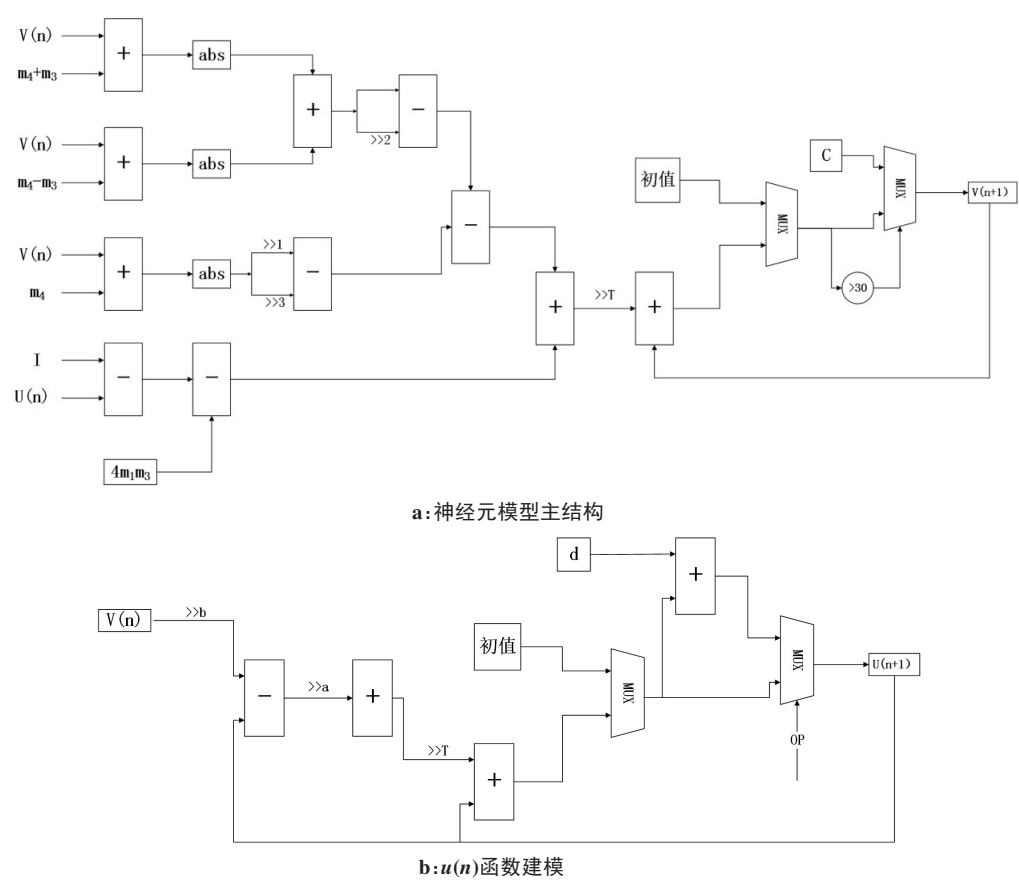 V(n)
m₄+m₃
+
abs
V(n)
m₄−m₃
+
abs
+
>>2
−
V(n)
m₄
+
abs
>>1
>>3
−
−
I
U(n)
−
−
4m₁m₃
+
>>T
+
初值
MUX
C
MUX
>30
V(n+1)
a:神经元模型主结构
V(n)
>>b
−
>>a
+
>>T
+
初值
MUX
d
+
MUX
OP
U(n+1)
b:u(n)函数建模